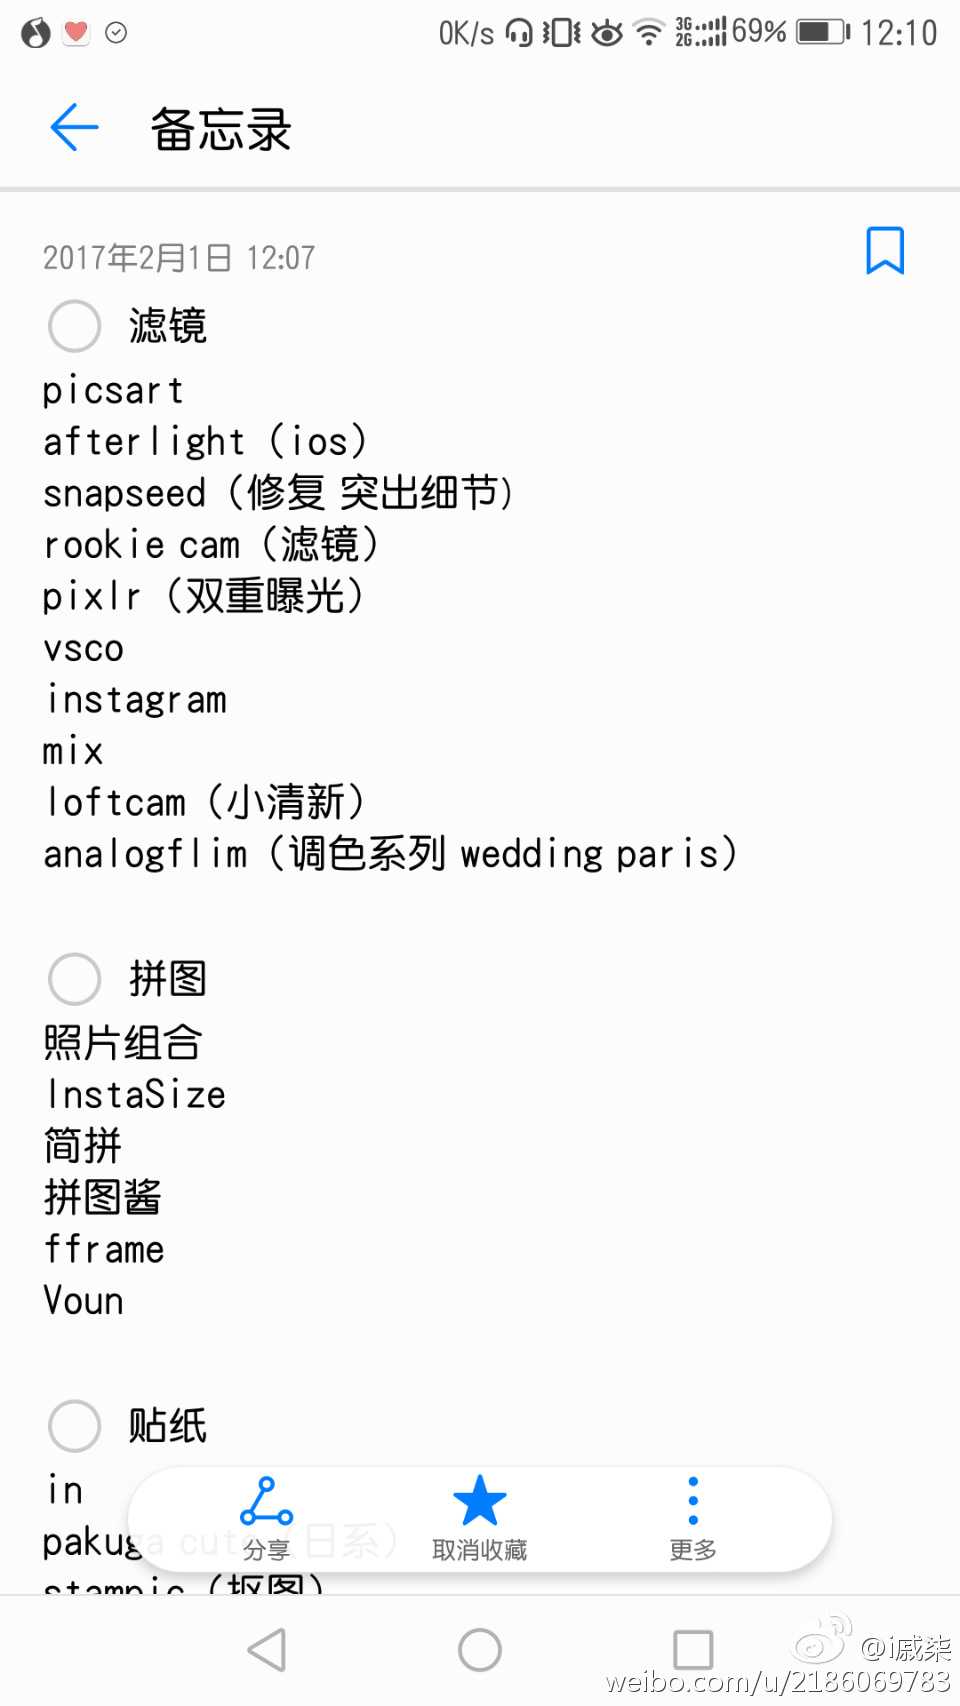 0K/s 3G 2G 69% 12:10
备忘录
2017年2月1日 12:07
滤镜
picsart
afterlight（ios）
snapseed（修复 突出细节)
rookie cam（滤镜）
pixlr（双重曝光）
vsco
instagram
mix
loftcam（小清新）
analogflim（调色系列 wedding paris）
拼图
照片组合
InstaSize
简拼
拼图酱
fframe
Voun
贴纸
in
pakuga cute（日系）
stampic（抠图）
分享 取消收藏 更多
@i戚柒
weibo.com/u/2186069783